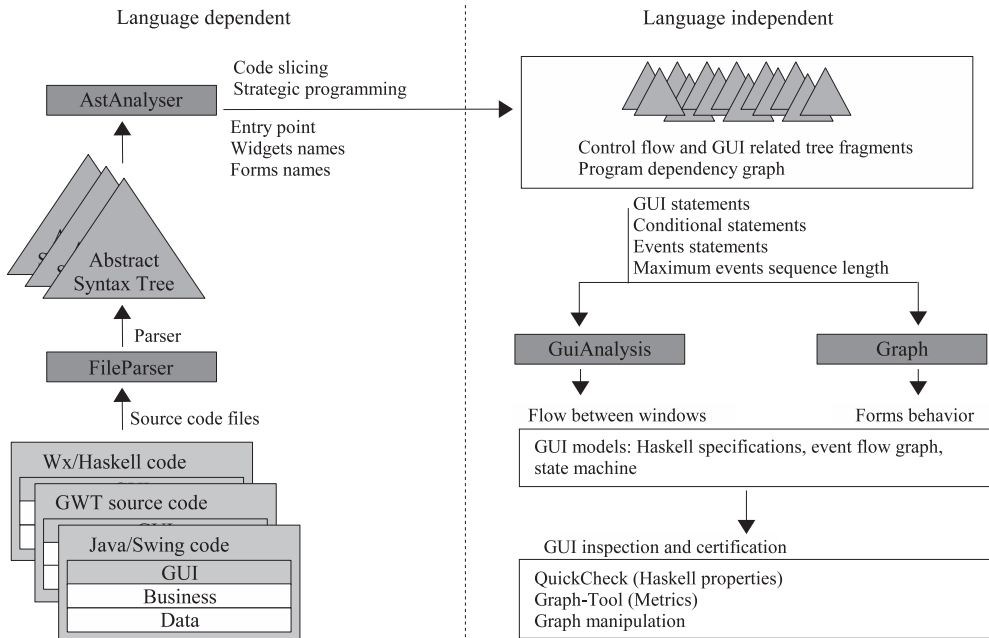 Language dependent
Language independent
Code slicing
Strategic programming
AstAnalyser
Entry point
Widgets names
Forms names
Control flow and GUI related tree fragments
Program dependency graph
GUI statements
Conditional statements
Events statements
Maximum events sequence length
Abstract
Syntax Tree
Parser
FileParser
Source code files
GuiAnalysis
Graph
Flow between windows
Forms behavior
GUI models: Haskell specifications, event flow graph,
state machine
Wx/Haskell code
GWT source code
Java/Swing code
GUI
Business
Data
GUI inspection and certification
QuickCheck (Haskell properties)
Graph-Tool (Metrics)
Graph manipulation